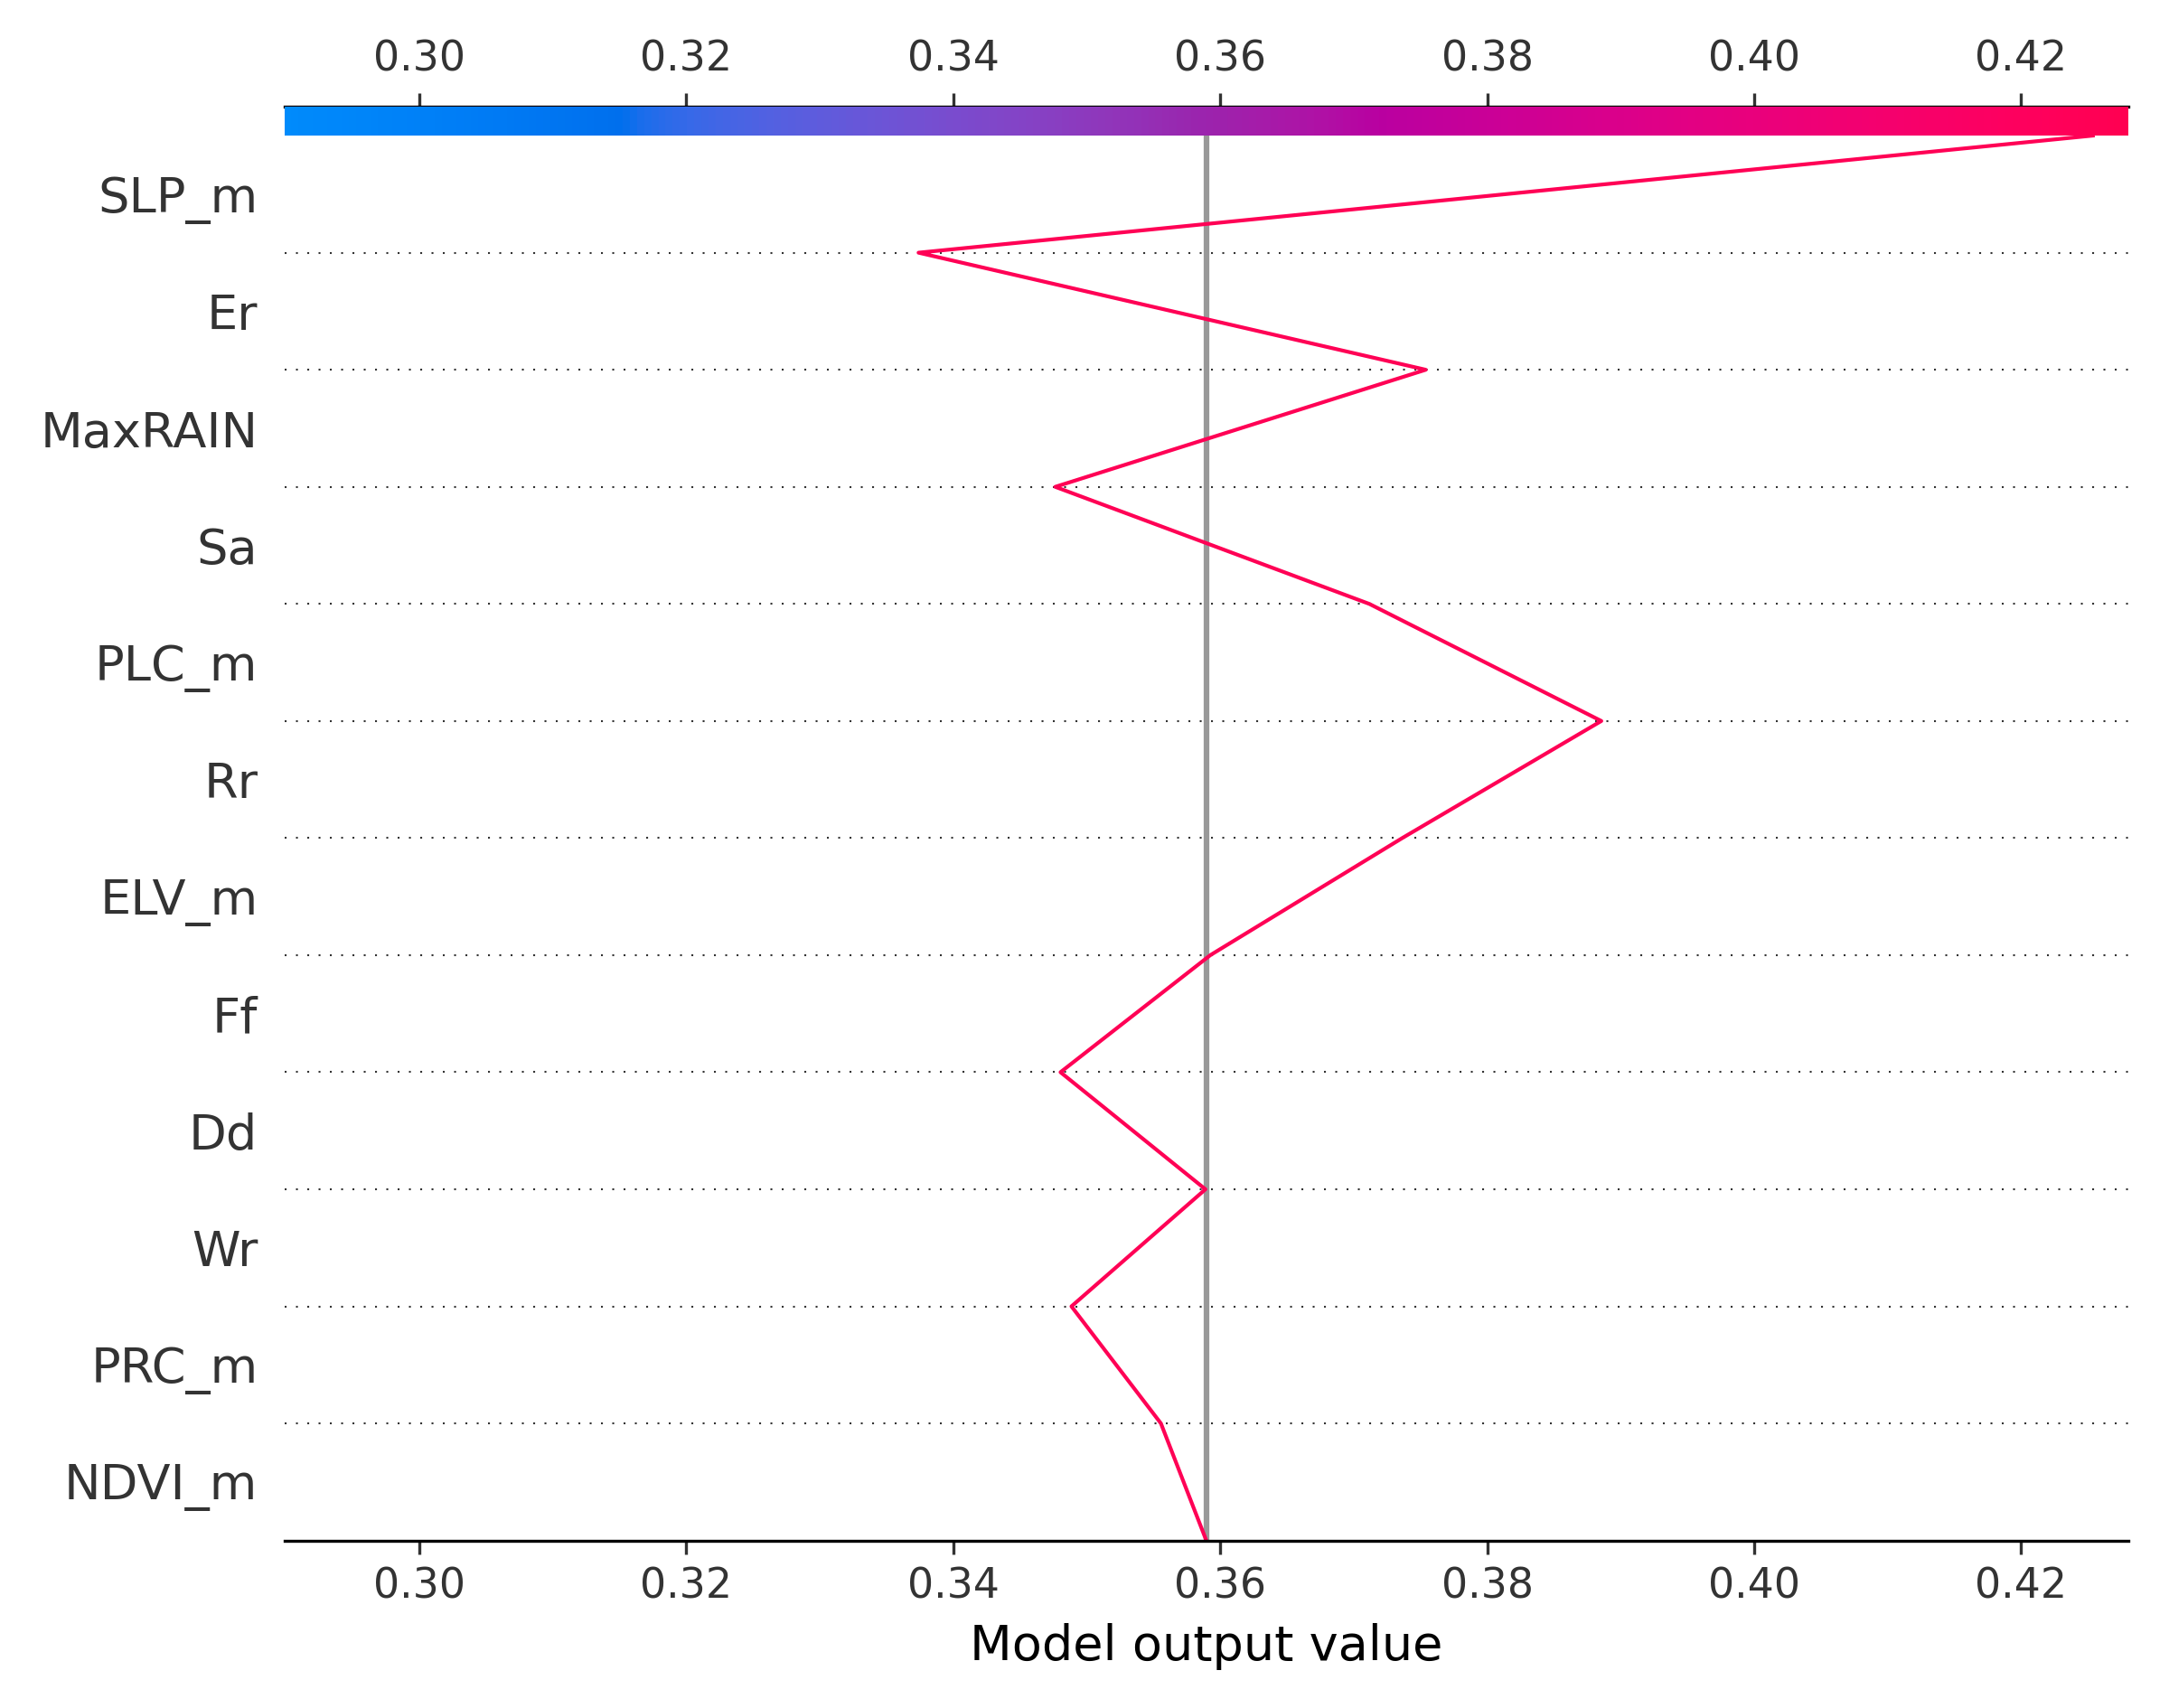 0.30 0.32 0.34 0.36 0.38 0.40 0.42
SLP_m
Er
MaxRAIN
Sa
PLC_m
Rr
ELV_m
Ff
Dd
Wr
PRC_m
NDVI_m
0.30 0.32 0.34 0.36 0.38 0.40 0.42
Model output value